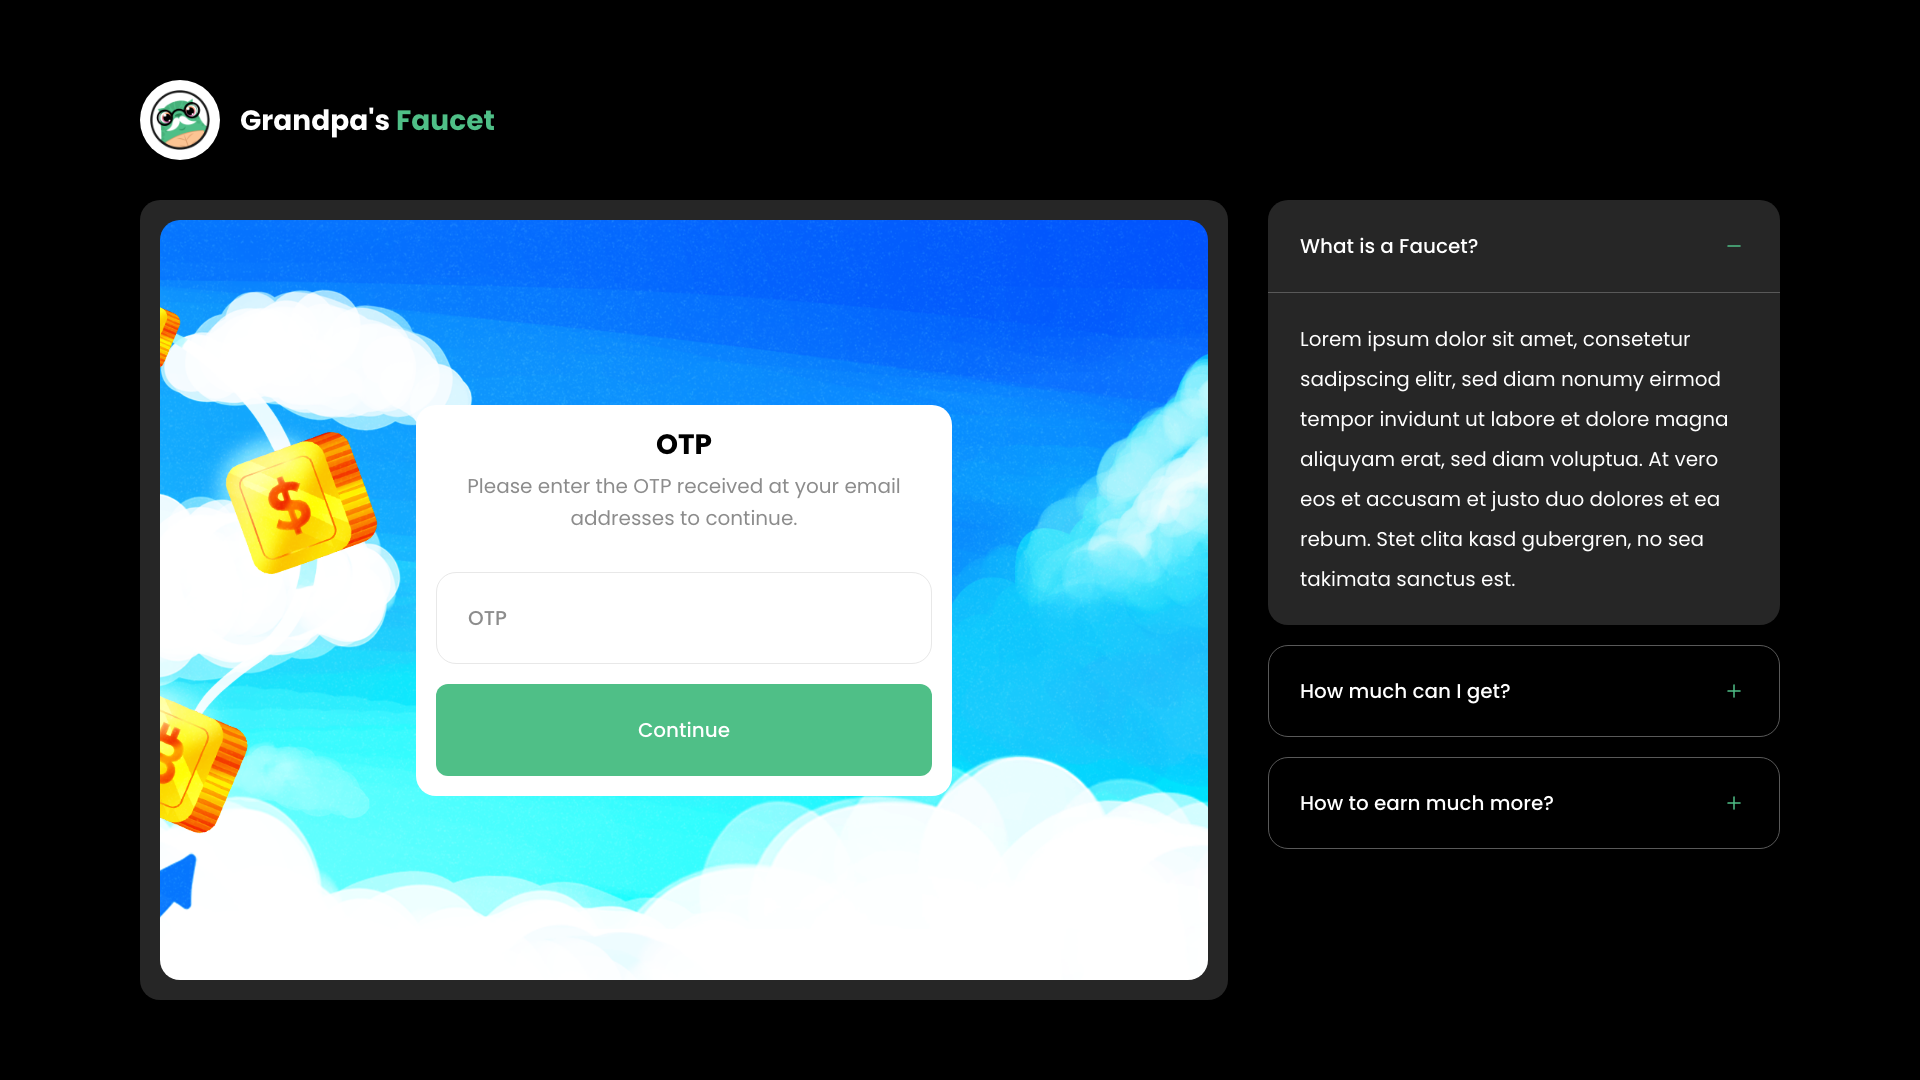 Grandpa's Faucet
OTP
Please enter the OTP received at your email
addresses to continue.
OTP
Continue
What is a Faucet?
Lorem ipsum dolor sit amet, consetetur
sadipscing elitr, sed diam nonumy eirmod
tempor invidunt ut labore et dolore magna
aliquyam erat, sed diam voluptua. At vero
eos et accusam et justo duo dolores et ea
rebum. Stet clita kasd gubergren, no sea
takimata sanctus est.
How much can I get?
How to earn much more?